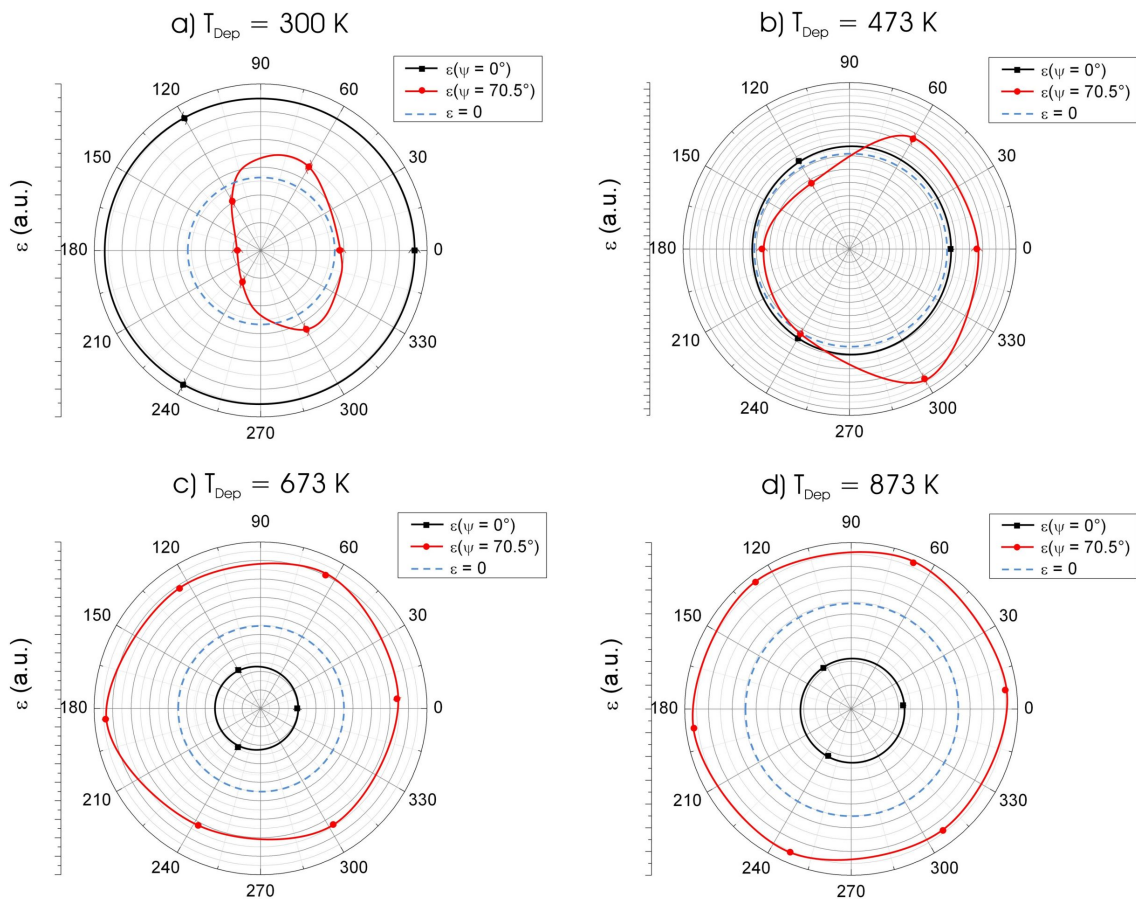 a) T_Dep = 300 K
ε(ψ = 0°)
ε(ψ = 70.5°)
ε = 0
ε (a.u.)
90
120
60
150
30
180
0
210
330
240
300
270
b) T_Dep = 473 K
ε(ψ = 0°)
ε(ψ = 70.5°)
ε = 0
ε (a.u.)
90
120
60
150
30
180
0
210
330
240
300
270
c) T_Dep = 673 K
ε(ψ = 0°)
ε(ψ = 70.5°)
ε = 0
ε (a.u.)
90
120
60
150
30
180
0
210
330
240
300
270
d) T_Dep = 873 K
ε(ψ = 0°)
ε(ψ = 70.5°)
ε = 0
ε (a.u.)
90
120
60
150
30
180
0
210
330
240
300
270